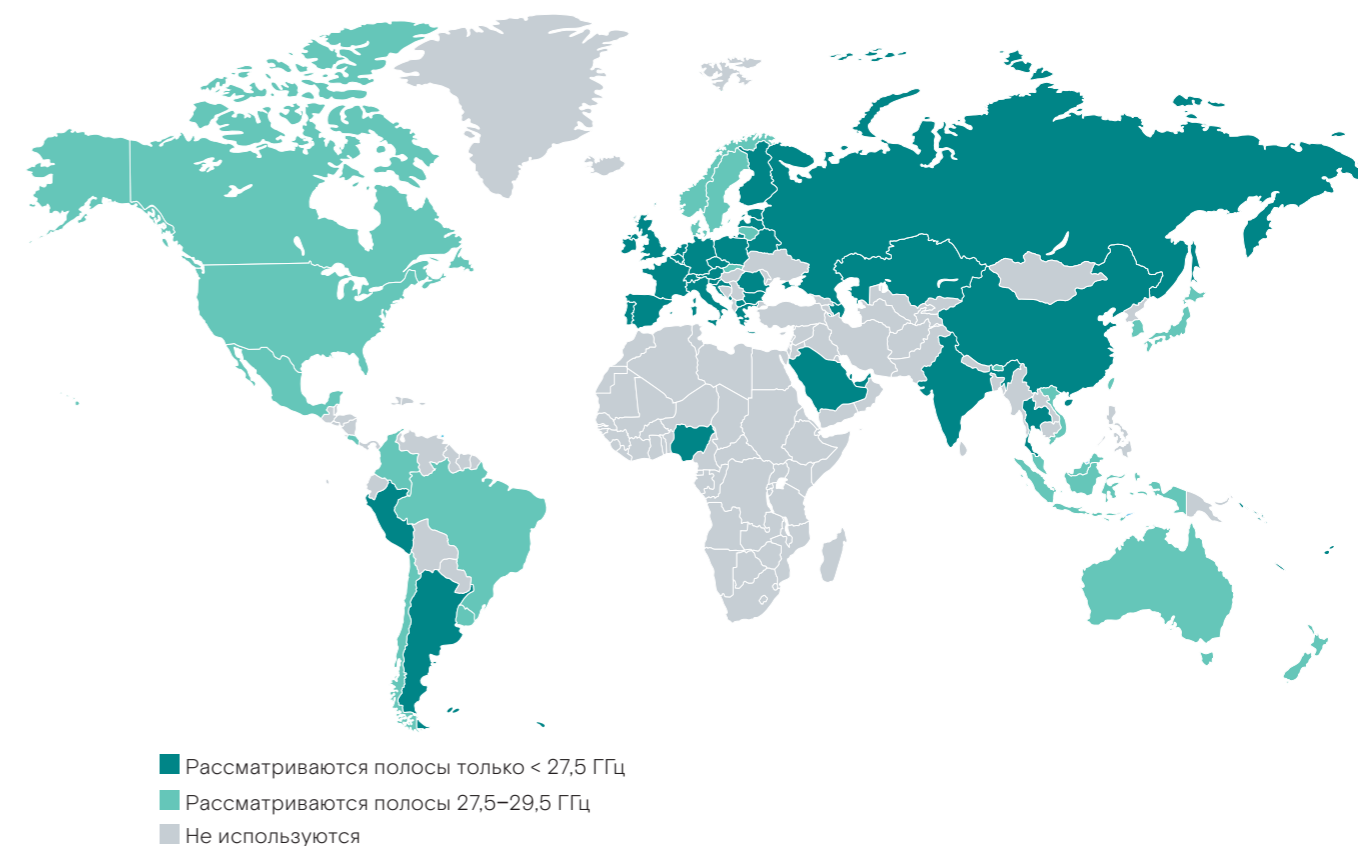 Рассматриваются полосы только < 27,5 ГГц
Рассматриваются полосы 27,5–29,5 ГГц
Не используются